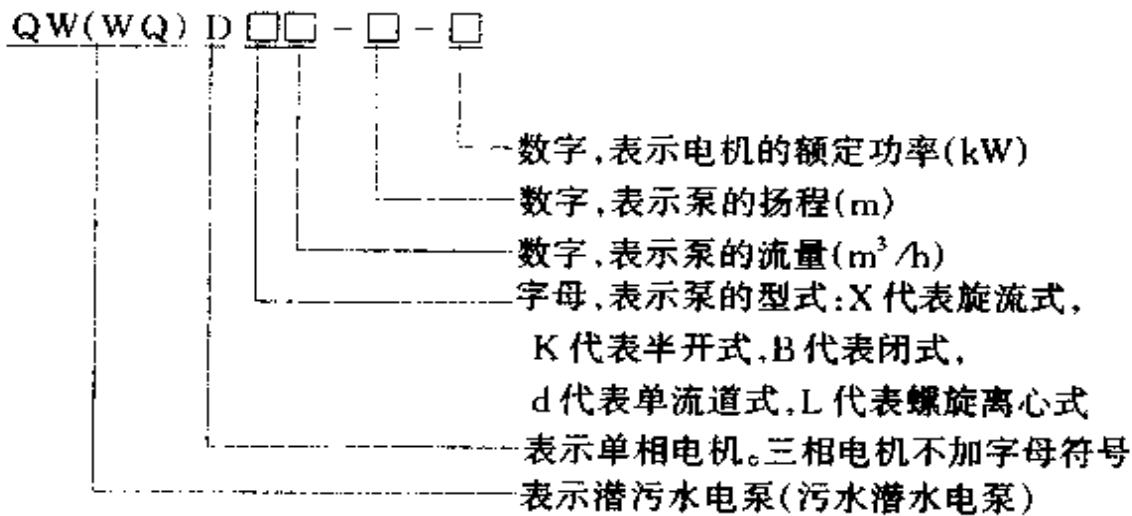 QW(WQ) D □□-□-□
数字,表示电机的额定功率(kW)
数字,表示泵的扬程(m)
数字,表示泵的流量(m³/h)
字母,表示泵的型式:X代表旋流式,
K代表半开式,B代表闭式,
d代表单流道式,L代表螺旋离心式
表示单相电机。三相电机不加字母符号
表示潜污水电泵(污水潜水电泵)